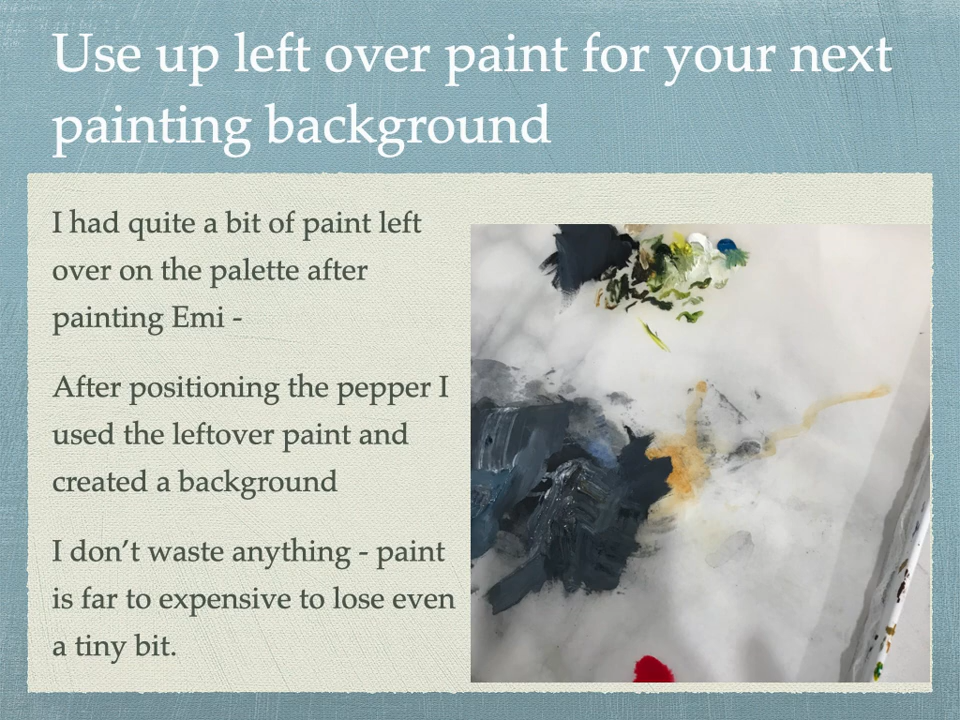 Use up left over paint for your next
painting background
I had quite a bit of paint left
over on the palette after
painting Emi -
After positioning the pepper I
used the leftover paint and
created a background
I don’t waste anything - paint
is far to expensive to lose even
a tiny bit.